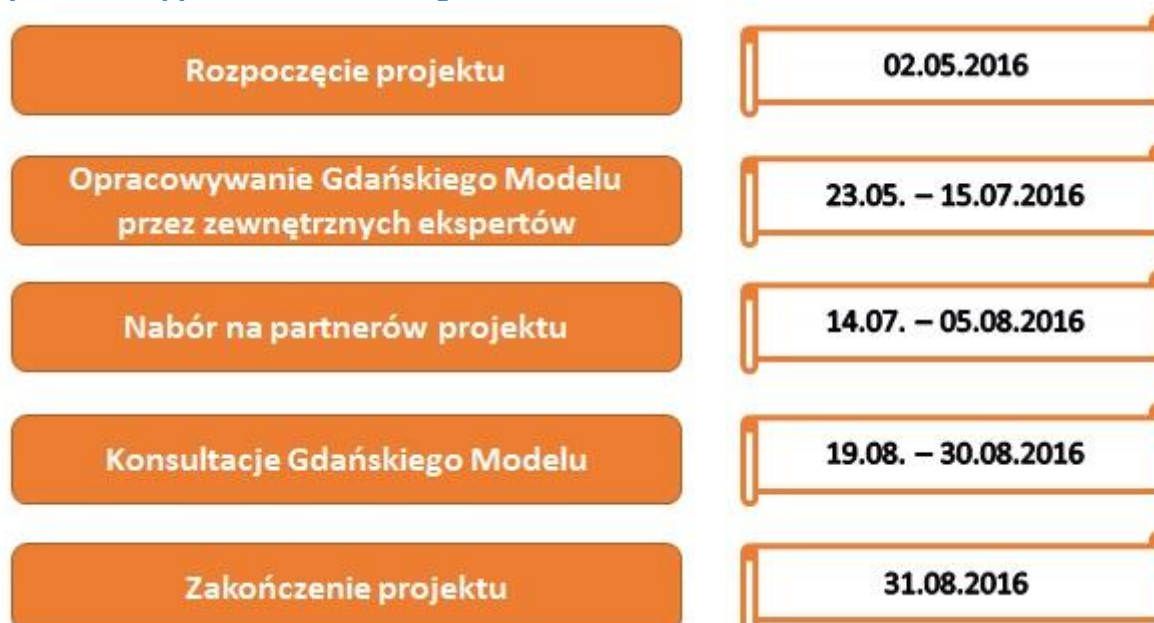 Rozpoczęcie projektu
02.05.2016
Opracowywanie Gdańskiego Modelu
przez zewnętrznych ekspertów
23.05. – 15.07.2016
Nabór na partnerów projektu
14.07. – 05.08.2016
Konsultacje Gdańskiego Modelu
19.08. – 30.08.2016
Zakończenie projektu
31.08.2016